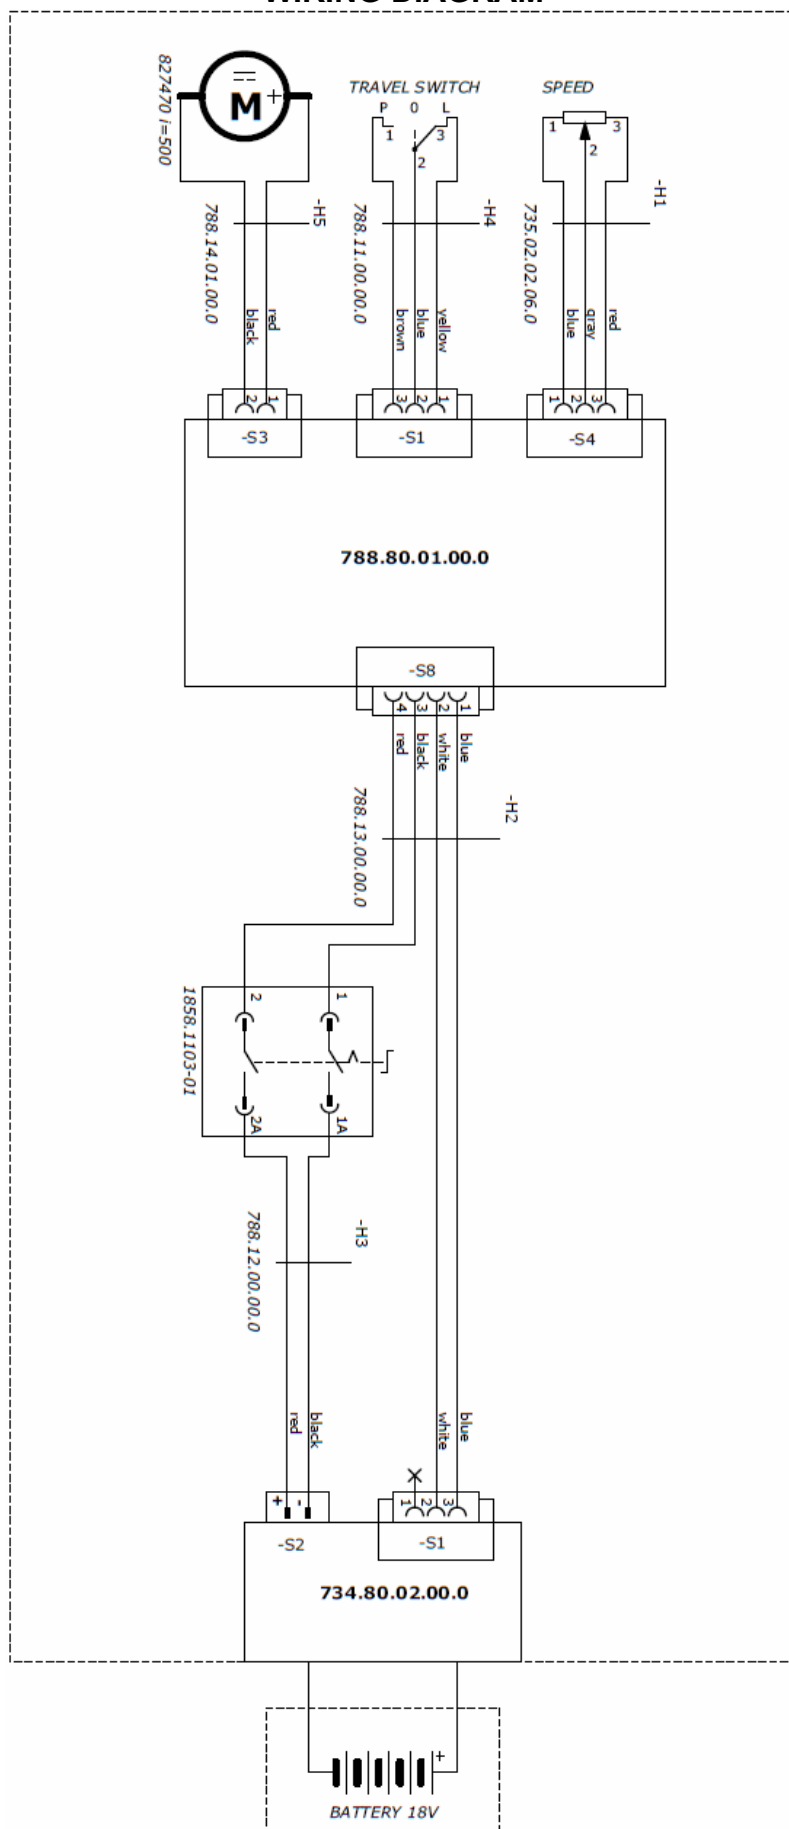 WIRING DIAGRAM
827470 i=500
M
+
TRAVEL SWITCH
P 0 L
1
3
2
SPEED
1
3
2
-H5
788.14.01.00.0
black
red
-H4
788.11.00.00.0
brown
blue
yellow
-H1
735.02.02.06.0
blue
gray
red
2 1
3 2 1
1 2 3
-S3
-S1
-S4
788.80.01.00.0
-S8
4 3 2 1
red
black
white
blue
-H2
788.13.00.00.0
2
1
1858.1103-01
2A
1A
-H3
788.12.00.00.0
red
black
white
blue
+ -
1 2 3
-S2
-S1
734.80.02.00.0
+
BATTERY 18V